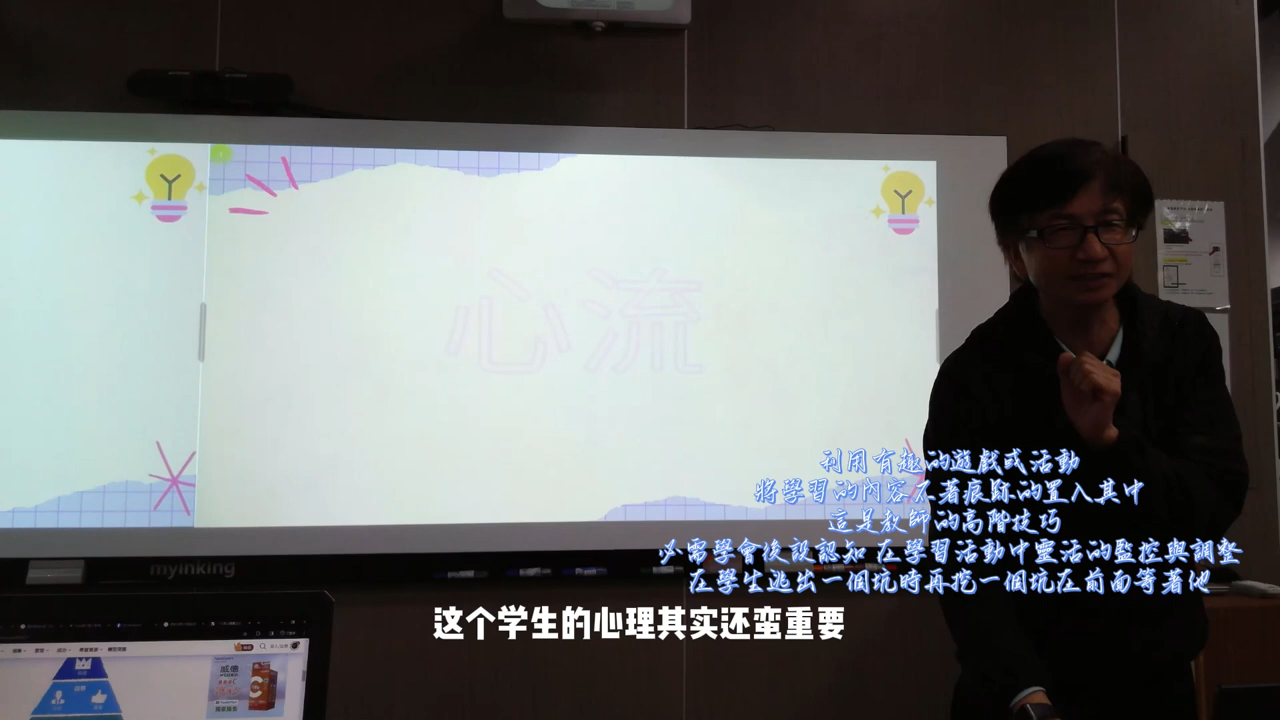 心流
利用有趣的遊戲式活動
將學習的內容不著痕跡的置入其中
這是教師的高階技巧
必需學會後設認知 在學習活動中靈活的監控與調整
在學生逃出一個坑時再挖一個坑在前面等著他
myinking
这个学生的心理其实还蛮重要